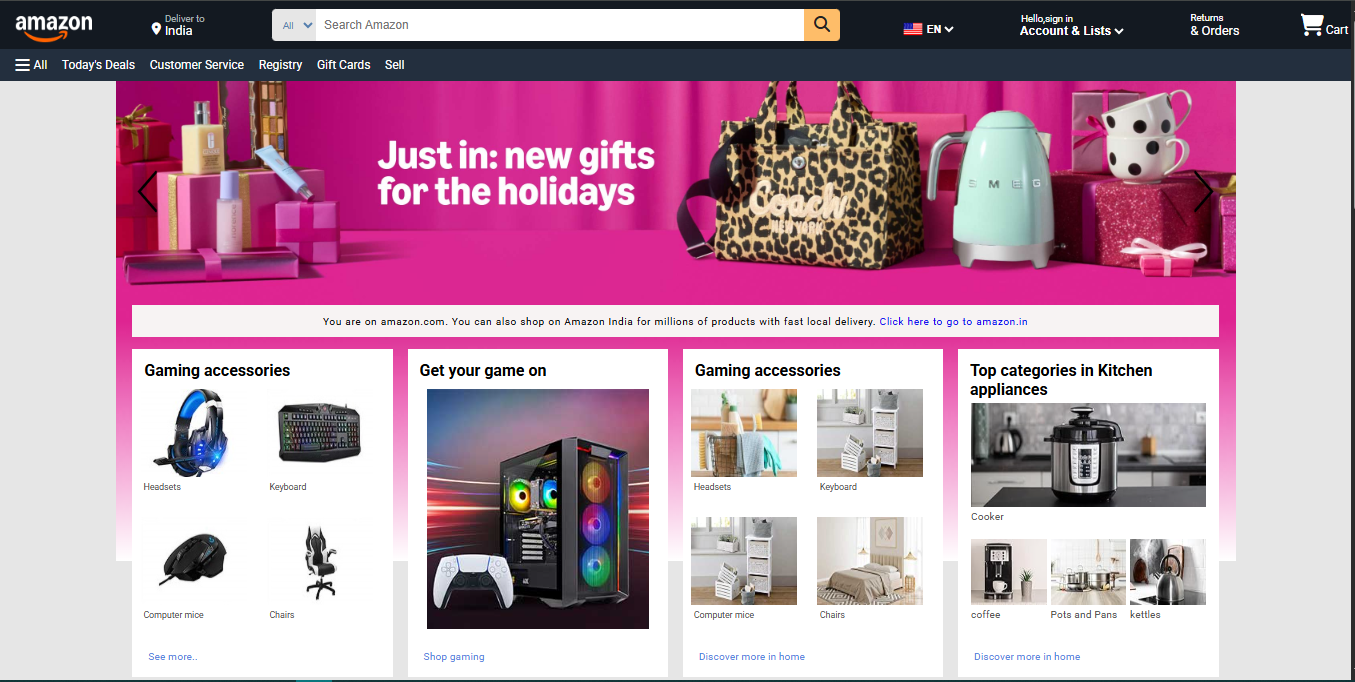 amazon
Deliver to
India
All
Search Amazon
EN
Hello,sign in
Account & Lists
Returns
& Orders
Cart
All
Today's Deals
Customer Service
Registry
Gift Cards
Sell
Just in: new gifts
for the holidays
Coach
NEW YORK
SMEG
You are on amazon.com. You can also shop on Amazon India for millions of products with fast local delivery. Click here to go to amazon.in
Gaming accessories
Headsets
Keyboard
Computer mice
Chairs
See more..
Get your game on
Shop gaming
Gaming accessories
Headsets
Keyboard
Computer mice
Chairs
Discover more in home
Top categories in Kitchen
appliances
Cooker
coffee
Pots and Pans
kettles
Discover more in home